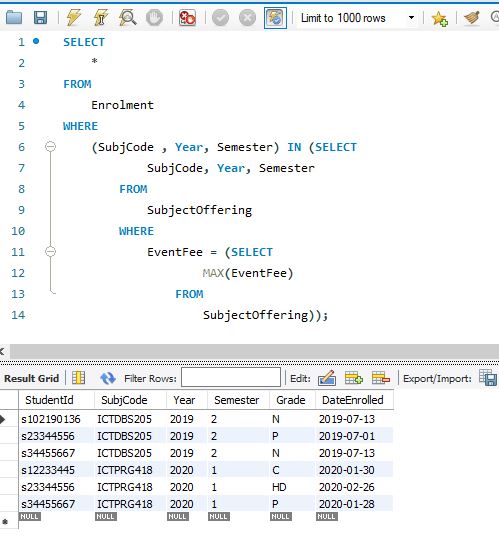 Limit to 1000 rows
1 SELECT
2 *
3 FROM
4 Enrolment
5 WHERE
6 (SubjCode , Year, Semester) IN (SELECT
7 SubjCode, Year, Semester
8 FROM
9 SubjectOffering
10 WHERE
11 EventFee = (SELECT
12 MAX(EventFee)
13 FROM
14 SubjectOffering));
Result Grid Filter Rows: Edit: Export/Import:
StudentId SubjCode Year Semester Grade DateEnrolled
s102190136 ICTDBS205 2019 2 N 2019-07-13
s23344556 ICTDBS205 2019 2 P 2019-07-01
s34455667 ICTDBS205 2019 2 N 2019-07-13
s12233445 ICTPRG418 2020 1 C 2020-01-30
s23344556 ICTPRG418 2020 1 HD 2020-02-26
s34455667 ICTPRG418 2020 1 P 2020-01-28
NULL NULL NULL NULL NULL NULL